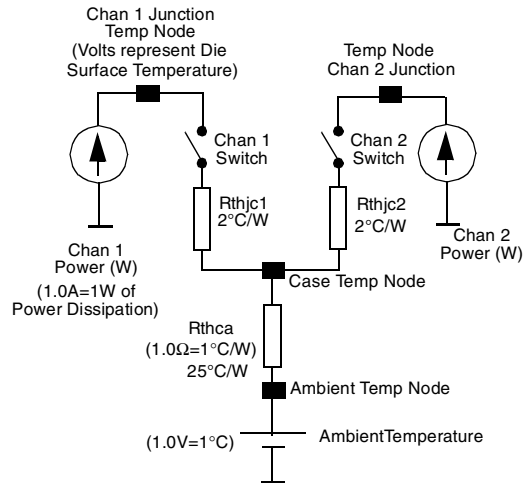 Chan 1 Junction
Temp Node
(Volts represent Die
Surface Temperature)
Temp Node
Chan 2 Junction
Chan 1
Switch
Chan 2
Switch
Rthjc1
2°C/W
Rthjc2
2°C/W
Chan 1
Power (W)
(1.0A=1W of
Power Dissipation)
Chan 2
Power (W)
Case Temp Node
Rthca
(1.0Ω=1°C/W)
25°C/W
Ambient Temp Node
(1.0V=1°C)
AmbientTemperature